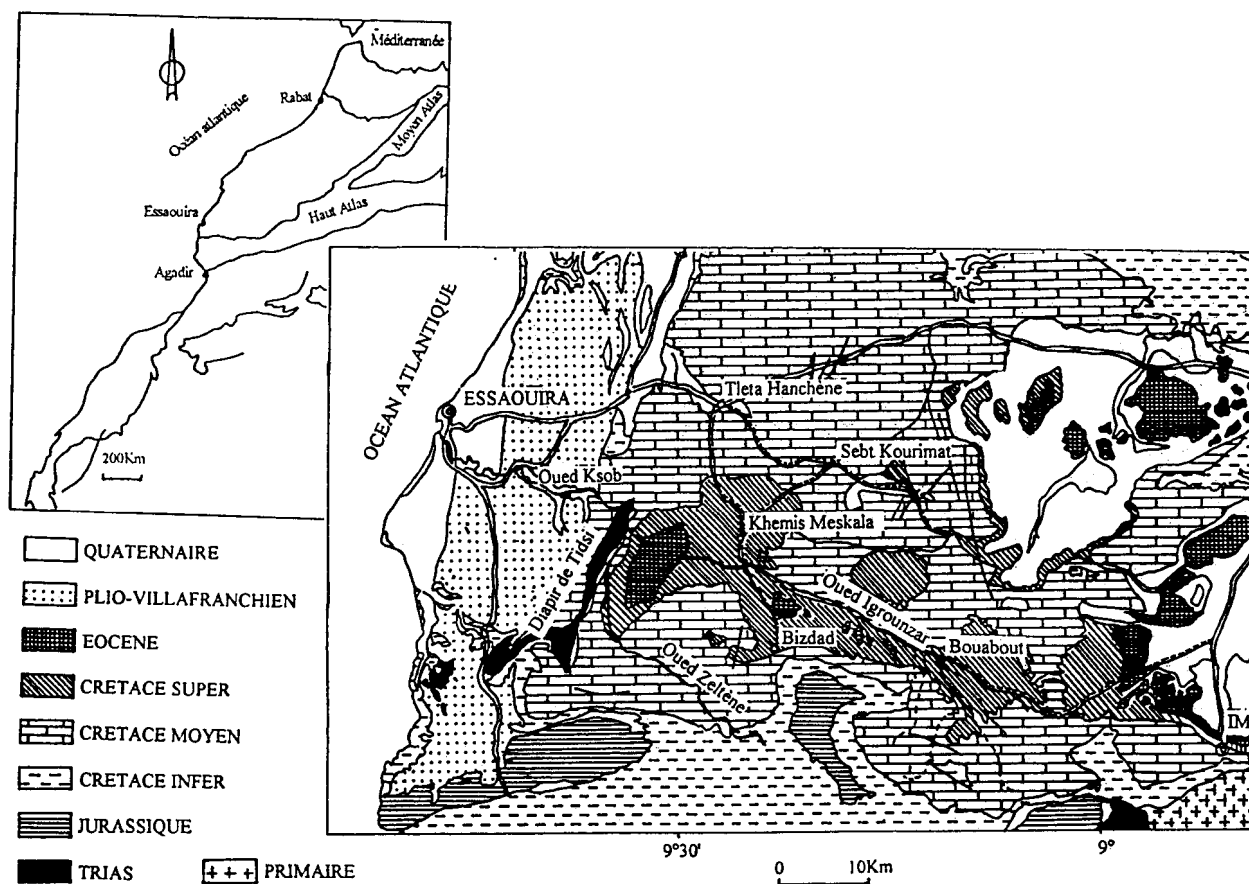 Méditerranée
Rabat
Océan atlantique
Moyen Atlas
Essaouira
Haut Atlas
Agadir
200Km
OCEAN ATLANTIQUE
ESSAOUIRA
Tleta Hanchene
Oued Ksob
Sebt Kourimat
Khemis Meskala
Diapir de Tidsi
Oued Igrounzar
Bizdad
Bouabout
Oued Zeltene
IM
QUATERNAIRE
PLIO-VILLAFRANCHIEN
EOCENE
CRETACE SUPER
CRETACE MOYEN
CRETACE INFER
JURASSIQUE
TRIAS
PRIMAIRE
9°30'
9°
0 10Km